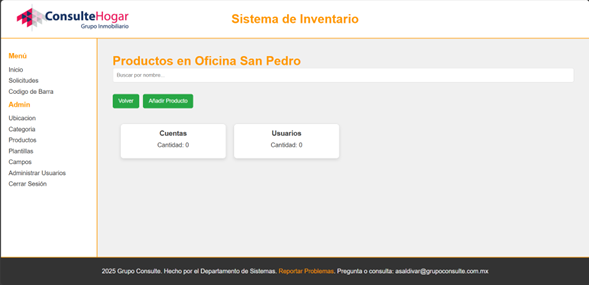 ConsulteHogar
Grupo Inmobiliario
Sistema de Inventario
Menú
Inicio
Solicitudes
Codigo de Barra
Admin
Ubicacion
Categoria
Productos
Plantillas
Campos
Administrar Usuarios
Cerrar Sesión
Productos en Oficina San Pedro
Buscar por nombre...
Volver
Añadir Producto
Cuentas
Cantidad: 0
Usuarios
Cantidad: 0
2025 Grupo Consulte. Hecho por el Departamento de Sistemas. Reportar Problemas. Pregunta o consulta: asaldivar@grupoconsulte.com.mx